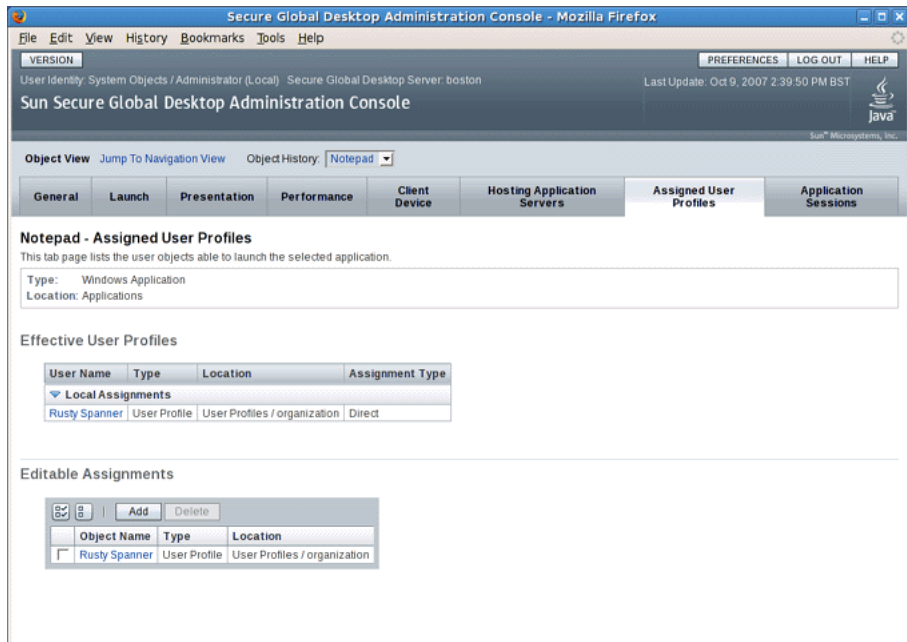 Secure Global Desktop Administration Console - Mozilla Firefox
File Edit View History Bookmarks Tools Help
VERSION PREFERENCES LOG OUT HELP
User Identity: System Objects / Administrator (Local) Secure Global Desktop Server: boston Last Update: Oct 9, 2007 2:39:50 PM BST
Sun Secure Global Desktop Administration Console
Java
Sun™ Microsystems, Inc.
Object View Jump To Navigation View Object History: Notepad
General Launch Presentation Performance Client Device Hosting Application Servers Assigned User Profiles Application Sessions
Notepad - Assigned User Profiles
This tab page lists the user objects able to launch the selected application.
Type: Windows Application
Location: Applications
Effective User Profiles
User Name Type Location Assignment Type
Local Assignments
Rusty Spanner User Profile User Profiles / organization Direct
Editable Assignments
Add Delete
Object Name Type Location
Rusty Spanner User Profile User Profiles / organization